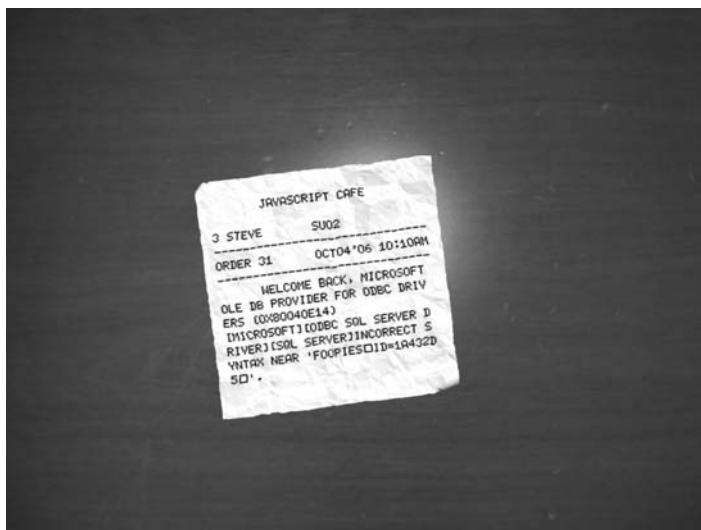 JAVASCRIPT CAFE
3 STEVE SU02
ORDER 31 OCT04'06 10:10AM
WELCOME BACK, MICROSOFT
OLE DB PROVIDER FOR ODBC DRIV
ERS (0X80040E14)
[MICROSOFT][ODBC SQL SERVER D
RIVER][SQL SERVER]INCORRECT S
YNTAX NEAR 'FOOPIES□ID=1A432D
5□'.